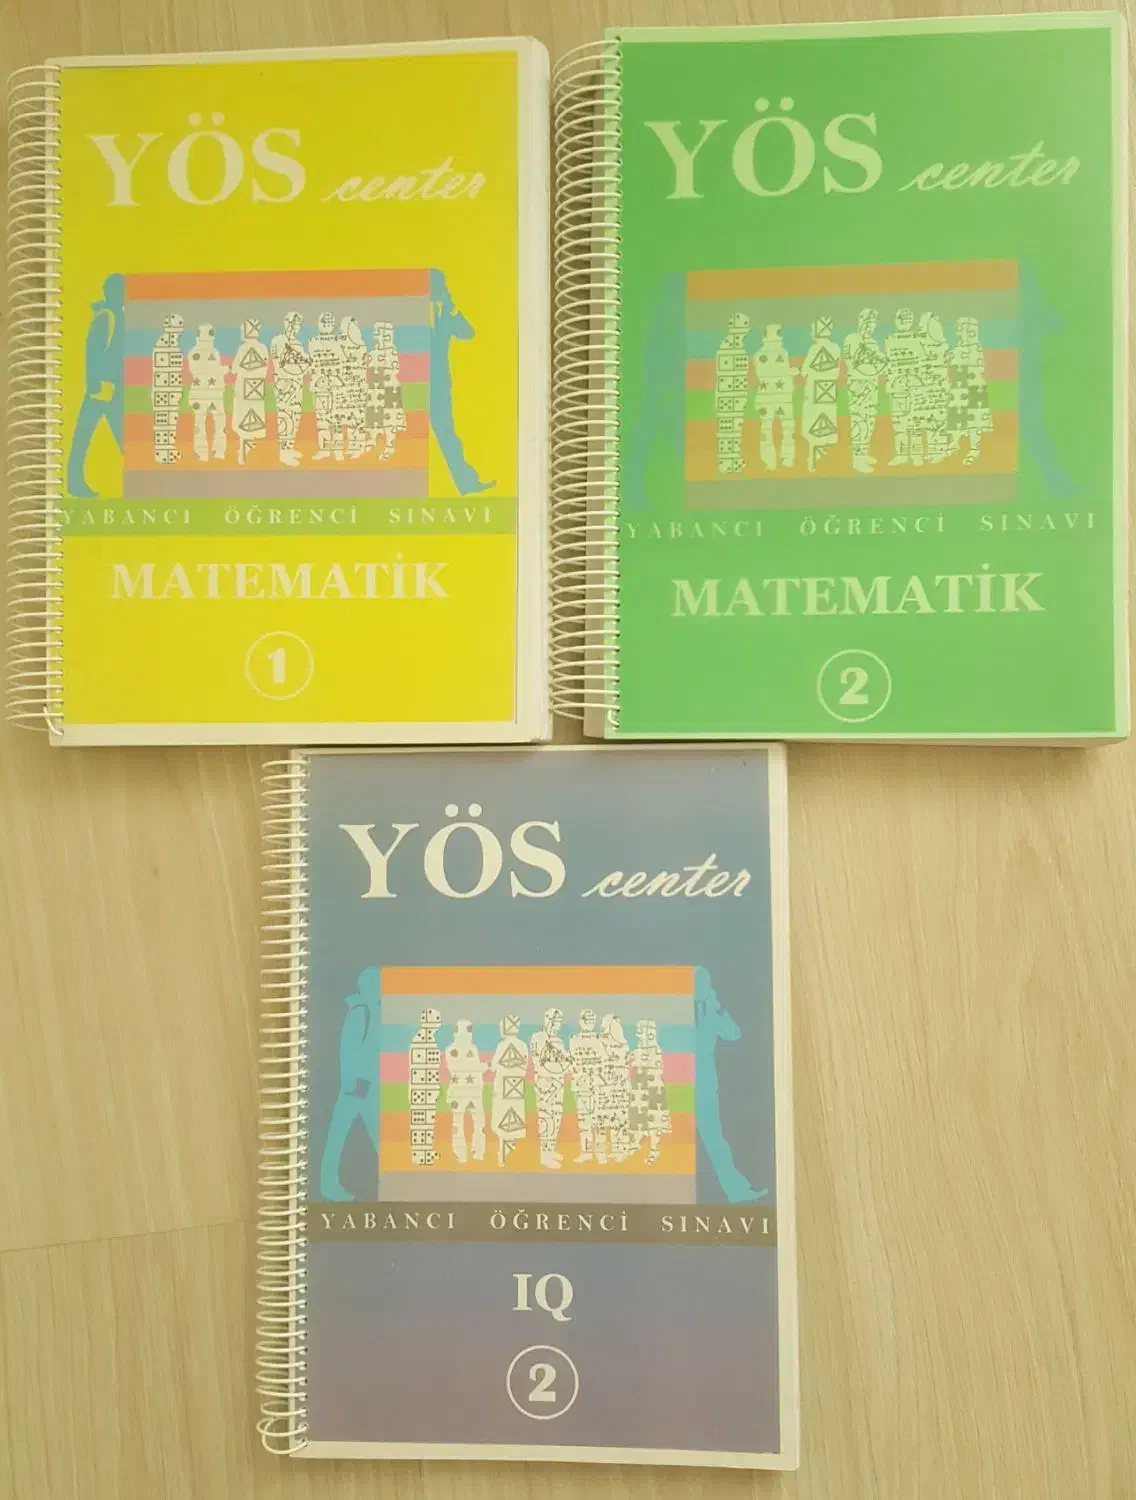 YÖS center
YABANCI ÖĞRENCİ SINAVI
MATEMATİK
1
YÖS center
YABANCI ÖĞRENCİ SINAVI
MATEMATİK
2
YÖS center
YABANCI ÖĞRENCİ SINAVI
IQ
2